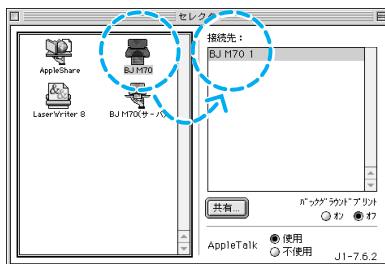 セレクタ
接続先：
AppleShare
BJ M70
BJ M70 1
LaserWriter 8
BJ M70(サーバ)
共有...
ﾊﾞｯｸｸﾞﾗｳﾝﾄﾞﾌﾟﾘﾝﾄ
ｵﾝ ｵﾌ
AppleTalk
使用
不使用
J1-7.6.2